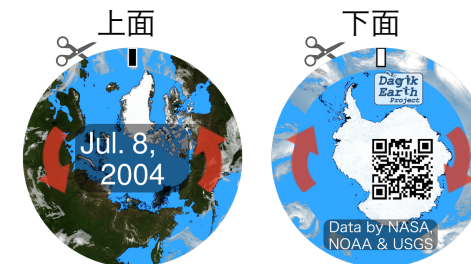 上面
下面
Jul. 8,
2004
Dagik
Earth
Project
Data by NASA,
NOAA & USGS